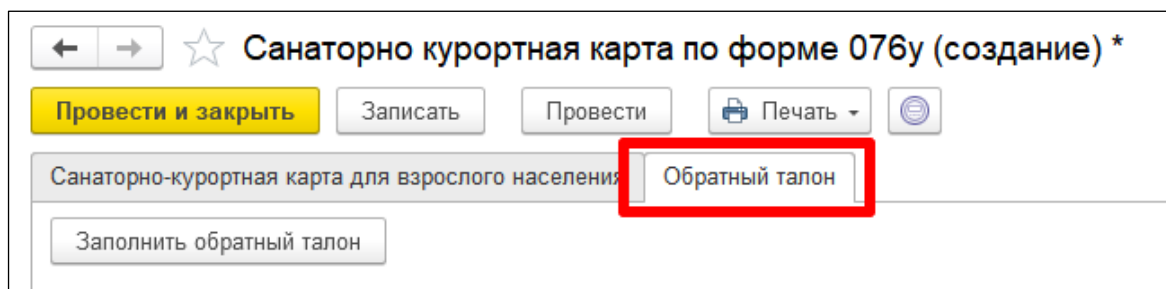 Санаторно курортная карта по форме 076у (создание) *
Провести и закрыть Записать Провести Печать
Санаторно-курортная карта для взрослого населения Обратный талон
Заполнить обратный талон